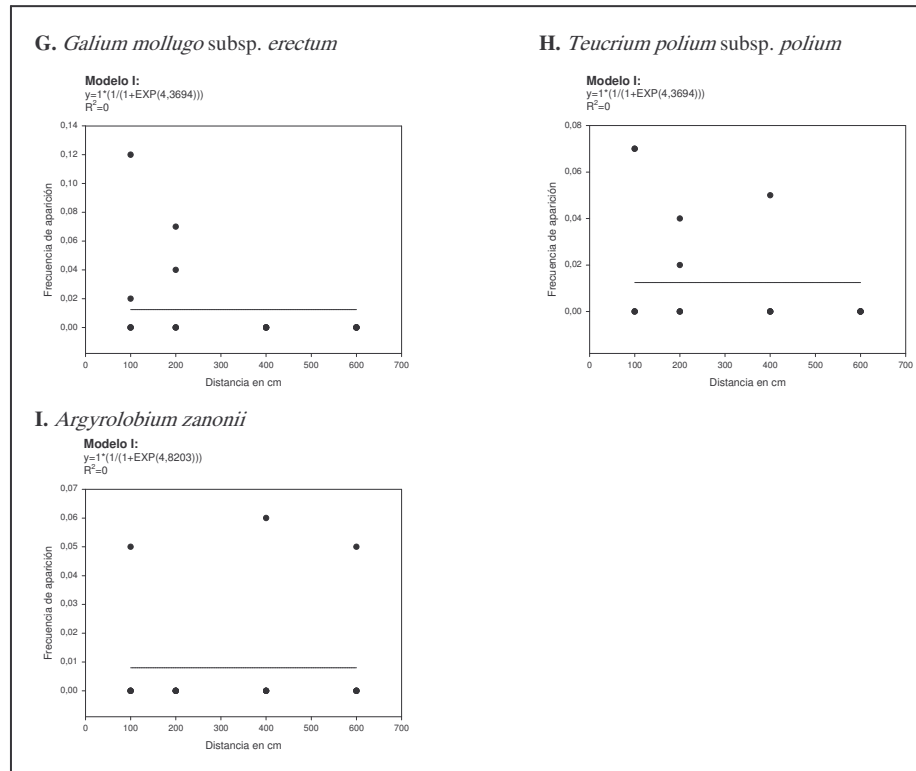 G. Galium mollugo subsp. erectum
Modelo I:
y=1*(1/(1+EXP(4,3694)))
R²=0
0,14
0,12
0,10
0,08
0,06
0,04
0,02
0,00
Frecuencia de aparición
0 100 200 300 400 500 600 700
Distancia en cm
H. Teucrium polium subsp. polium
Modelo I:
y=1*(1/(1+EXP(4,3694)))
R²=0
0,08
0,06
0,04
0,02
0,00
Frecuencia de aparición
0 100 200 300 400 500 600 700
Distancia en cm
I. Argyrolobium zanonii
Modelo I:
y=1*(1/(1+EXP(4,8203)))
R²=0
0,07
0,06
0,05
0,04
0,03
0,02
0,01
0,00
Frecuencia de aparición
0 100 200 300 400 500 600 700
Distancia en cm